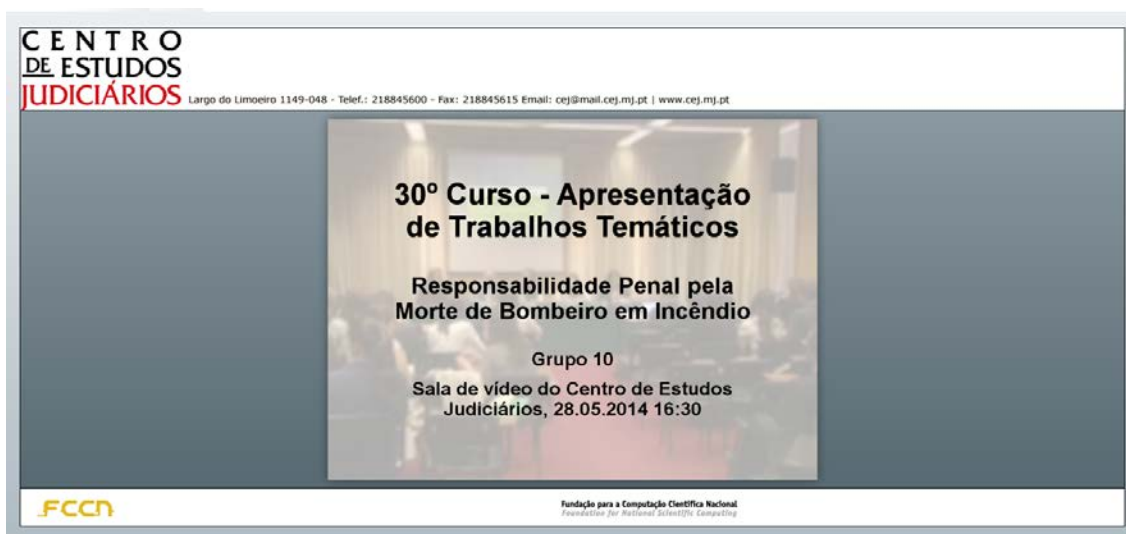 CENTRO
DE ESTUDOS
JUDICIÁRIOS Largo do Limoeiro 1149-048 - Telef.: 218845600 - Fax: 218845615 Email: cej@mail.cej.mj.pt | www.cej.mj.pt
30º Curso - Apresentação
de Trabalhos Temáticos
Responsabilidade Penal pela
Morte de Bombeiro em Incêndio
Grupo 10
Sala de vídeo do Centro de Estudos
Judiciários, 28.05.2014 16:30
FCCN
Fundação para a Computação Científica Nacional
Foundation for National Scientific Computing